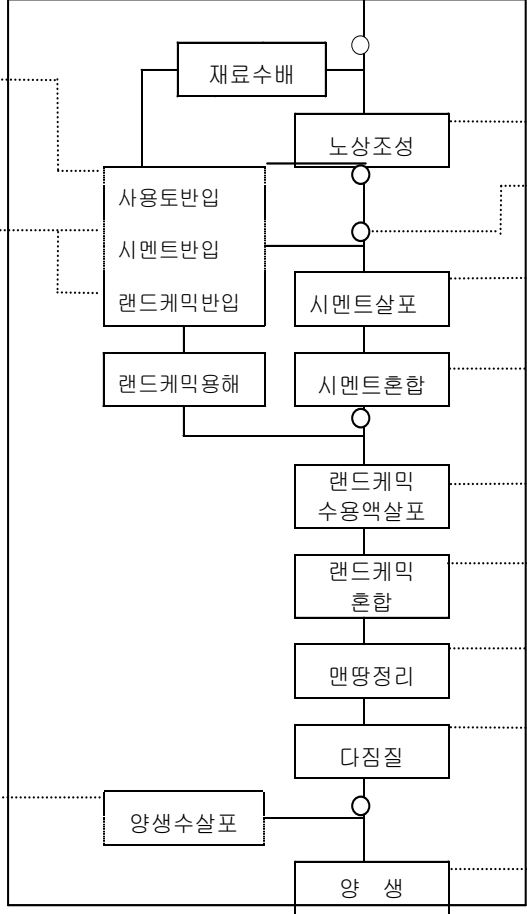 재료수배
노상조성
사용토반입
시멘트반입
랜드케믹반입
시멘트살포
랜드케믹용해
시멘트혼합
랜드케믹
수용액살포
랜드케믹
혼합
맨땅정리
다짐질
양생수살포
양 생